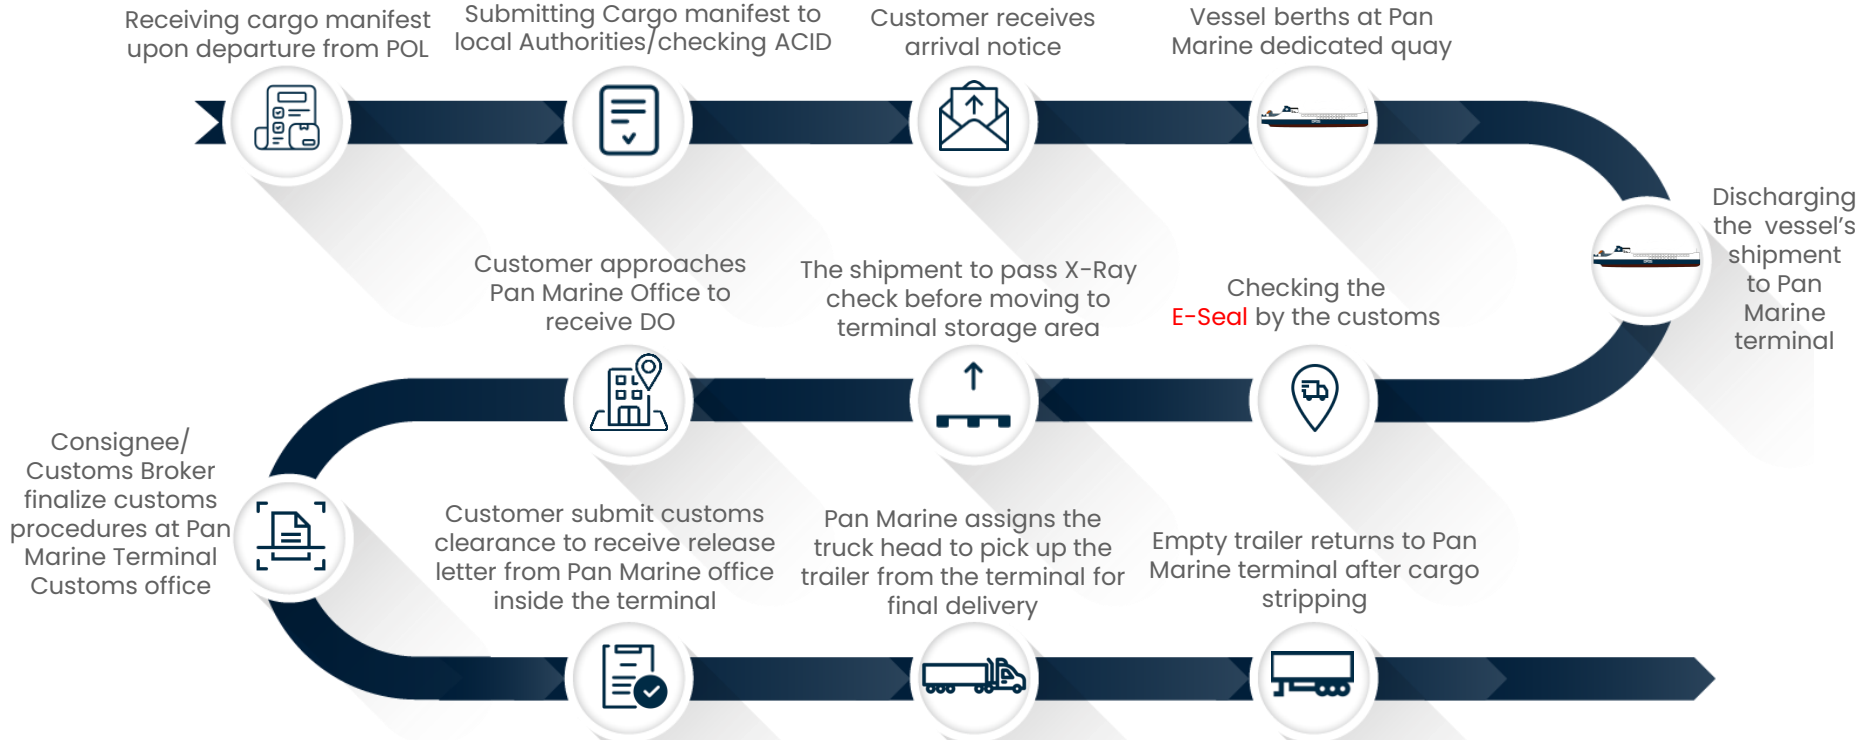 Receiving cargo manifest
upon departure from POL
Submitting Cargo manifest to
local Authorities/checking ACID
Customer receives
arrival notice
Vessel berths at Pan
Marine dedicated quay
Discharging
the vessel's
shipment
to Pan
Marine
terminal
Checking the
E-Seal by the customs
The shipment to pass X-Ray
check before moving to
terminal storage area
Customer approaches
Pan Marine Office to
receive DO
Consignee/
Customs Broker
finalize customs
procedures at Pan
Marine Terminal
Customs office
Customer submit customs
clearance to receive release
letter from Pan Marine office
inside the terminal
Pan Marine assigns the
truck head to pick up the
trailer from the terminal for
final delivery
Empty trailer returns to Pan
Marine terminal after cargo
stripping